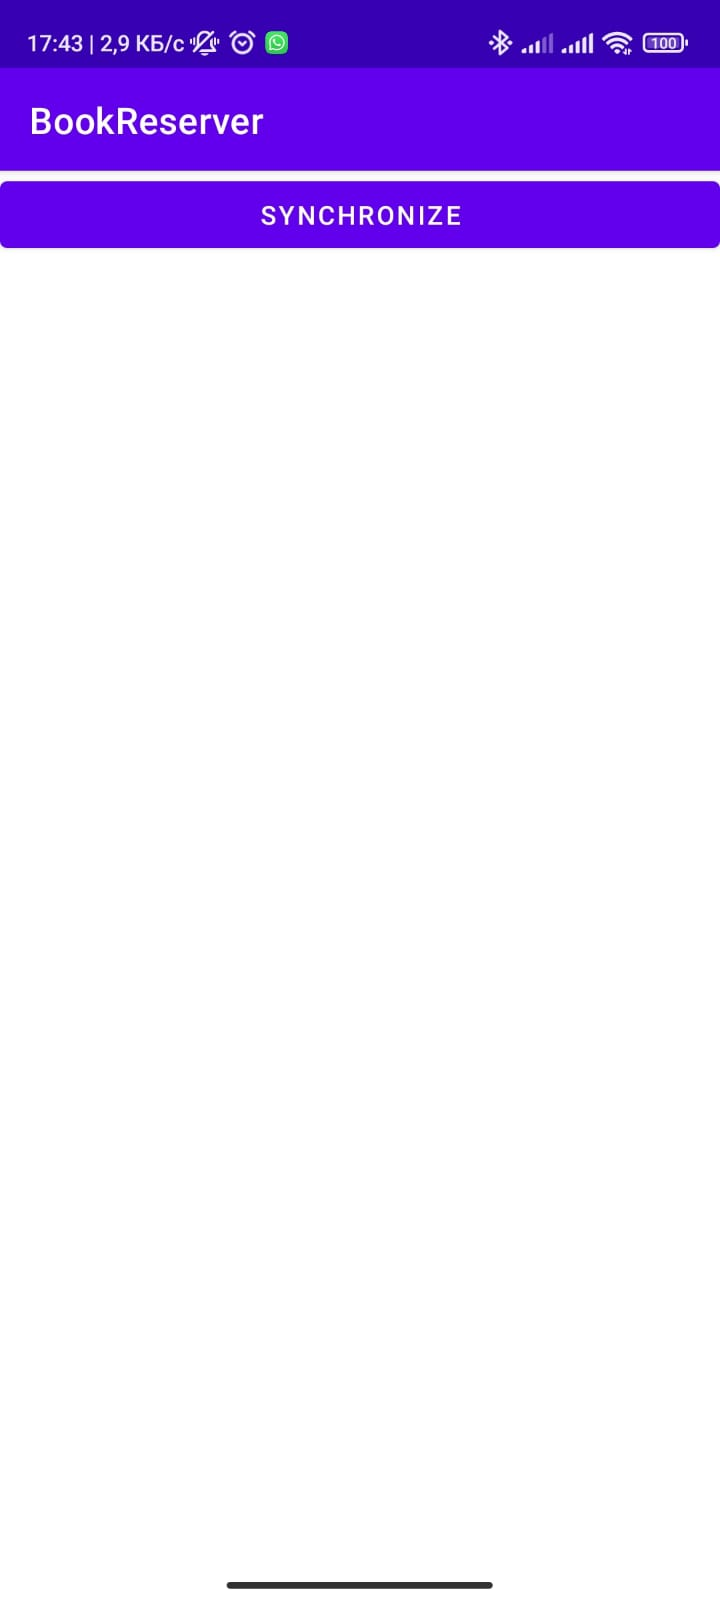 17:43 | 2,9 КБ/с
100
BookReserver
SYNCHRONIZE